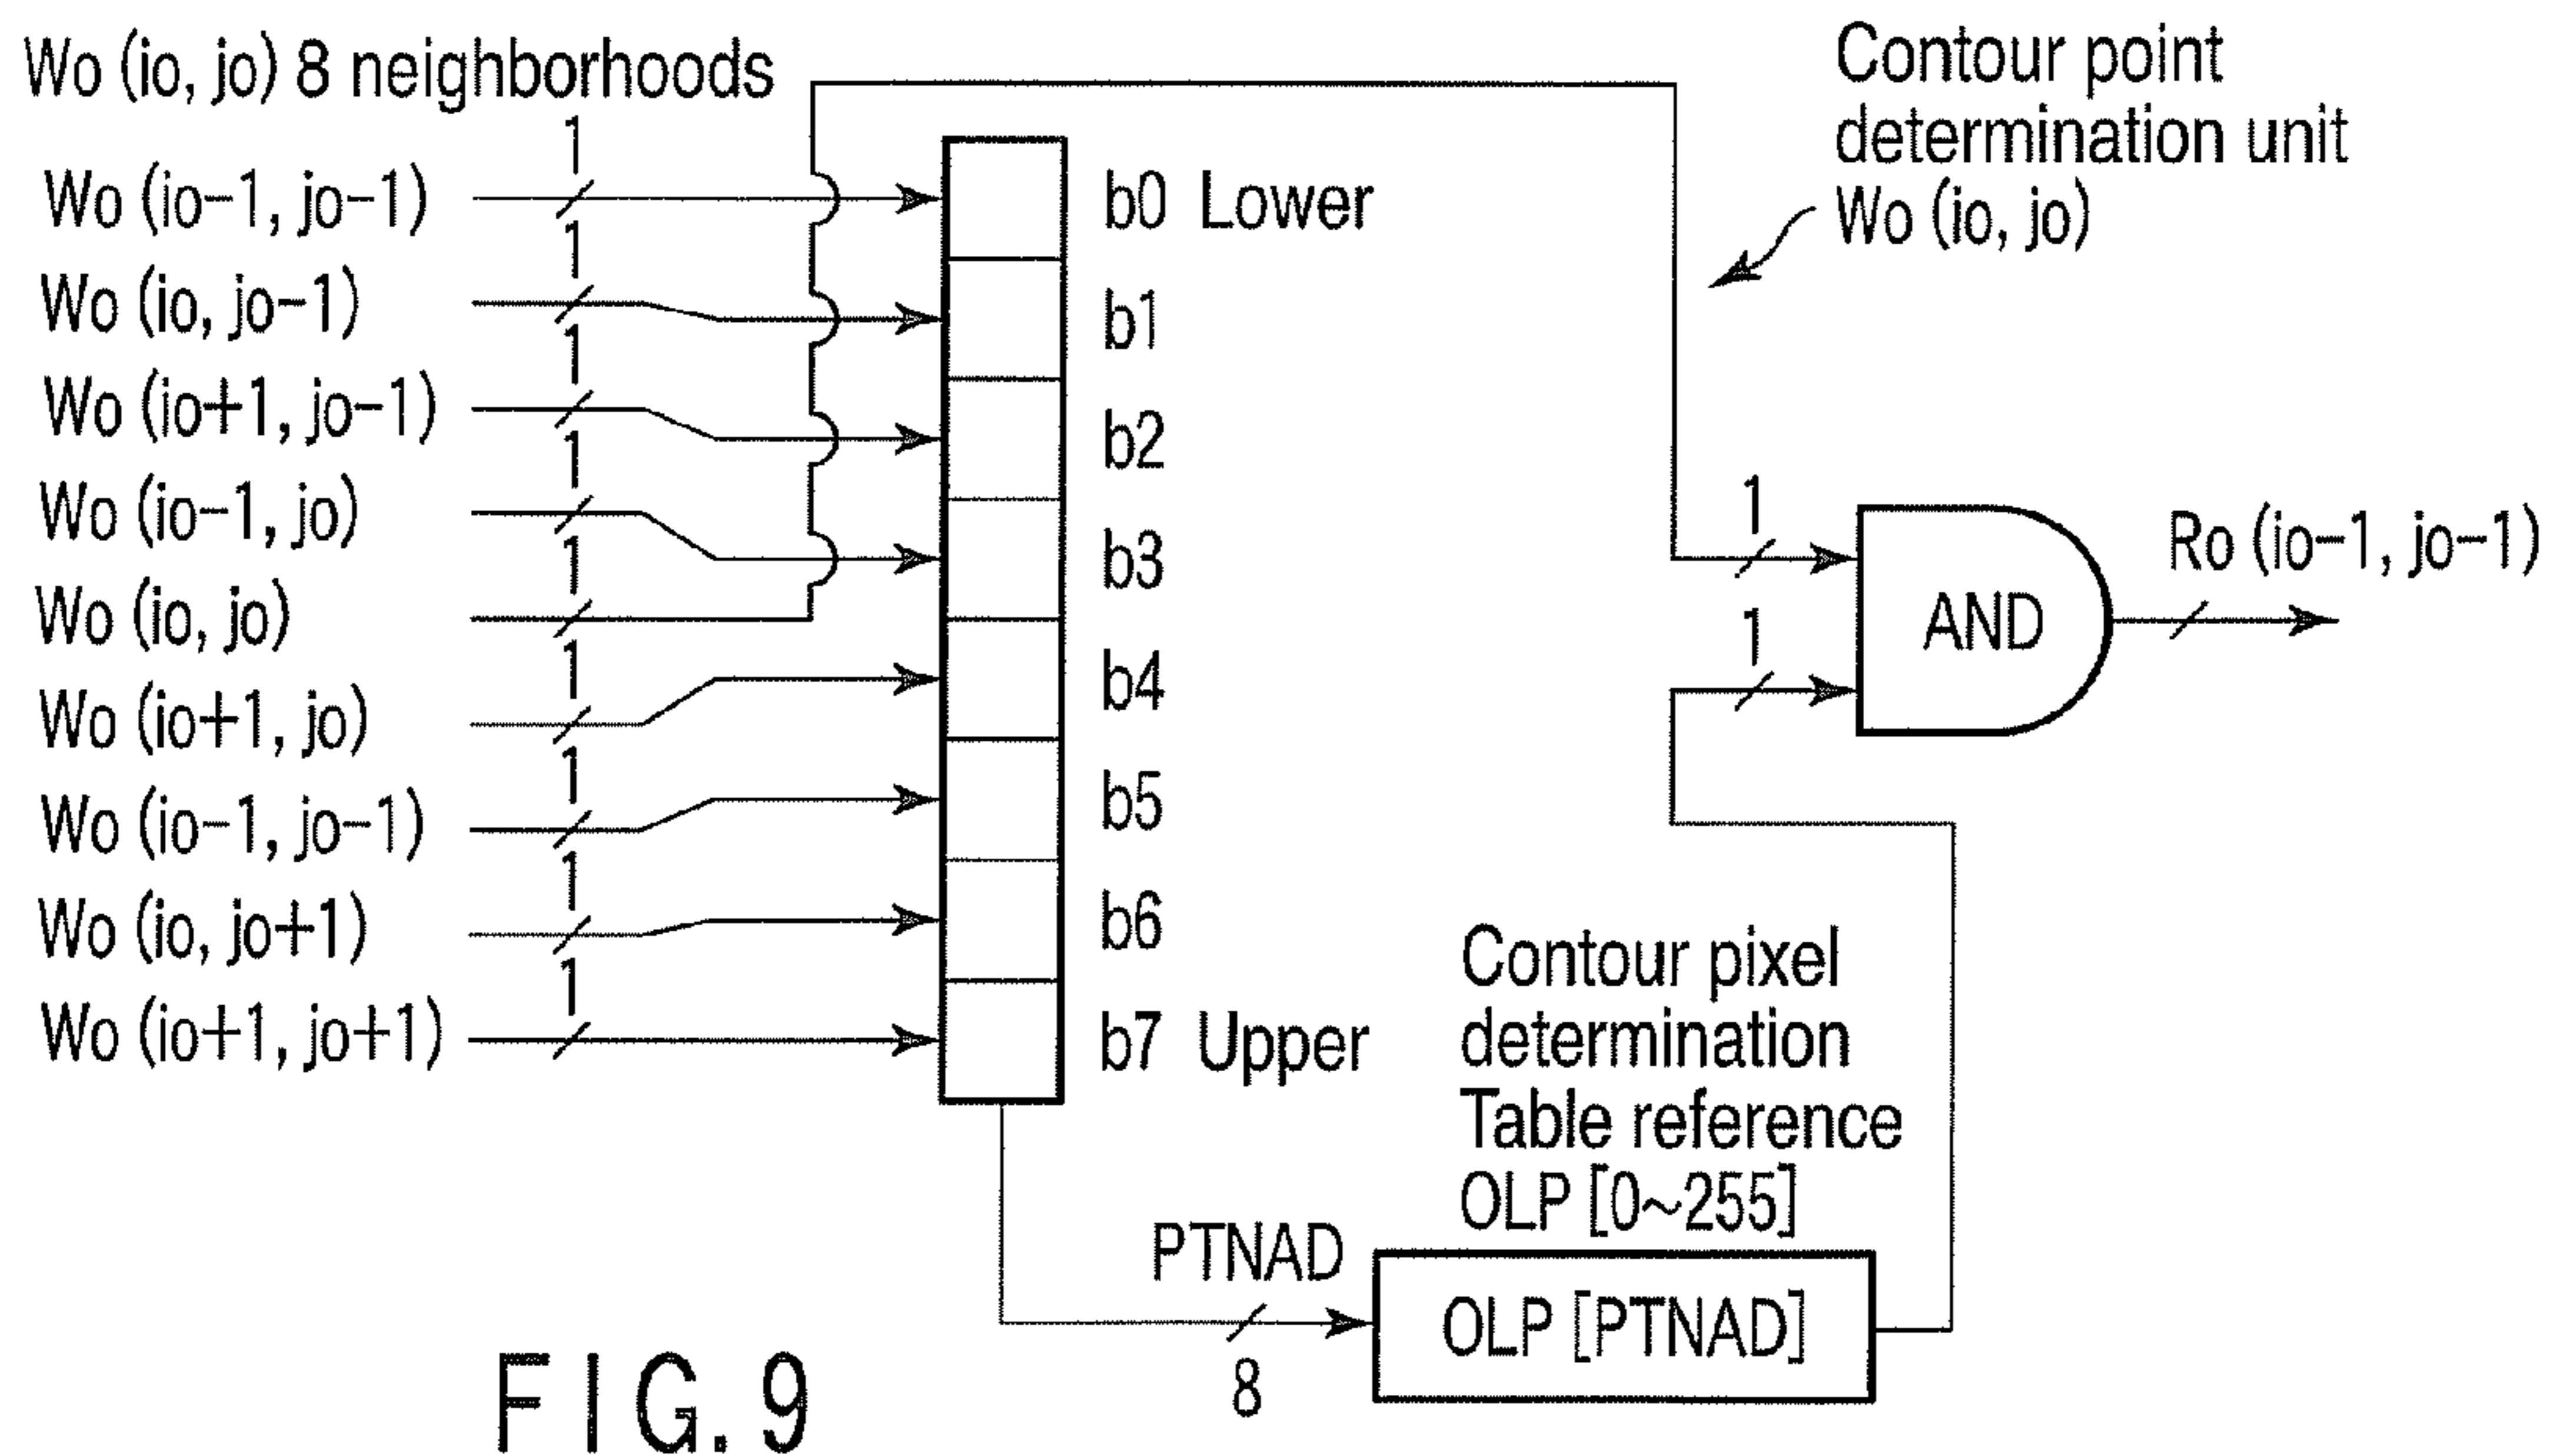 Wo (io, jo) 8 neighborhoods
Contour point
determination unit
Wo (io, jo)
1
Wo (io-1, jo-1)
b0 Lower
1
Wo (io, jo-1)
b1
1
Wo (io+1, jo-1)
b2
1
Wo (io-1, jo)
b3
1
Wo (io, jo)
1
Wo (io+1, jo)
b4
1
Wo (io-1, jo-1)
b5
1
Wo (io, jo+1)
b6
1
Wo (io+1, jo+1)
b7 Upper
1
1
AND
Ro (io-1, jo-1)
Contour pixel
determination
Table reference
OLP [0~255]
PTNAD
8
OLP [PTNAD]
FIG. 9